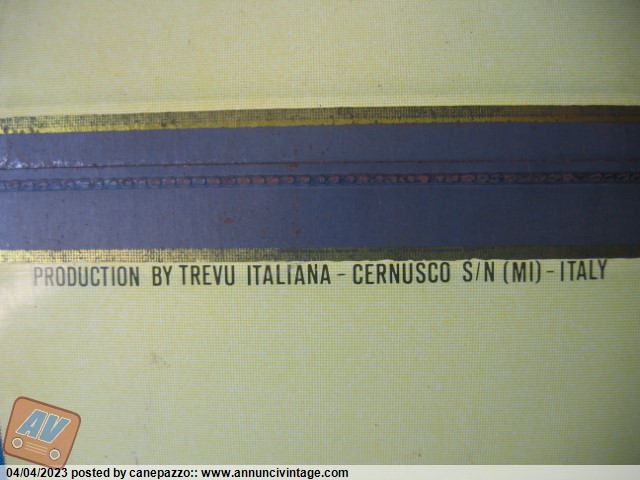 PRODUCTION BY TREVU ITALIANA - CERNUSCO S/N (MI) - ITALY
AV
04/04/2023 posted by canepazzo:: www.annuncivintage.com